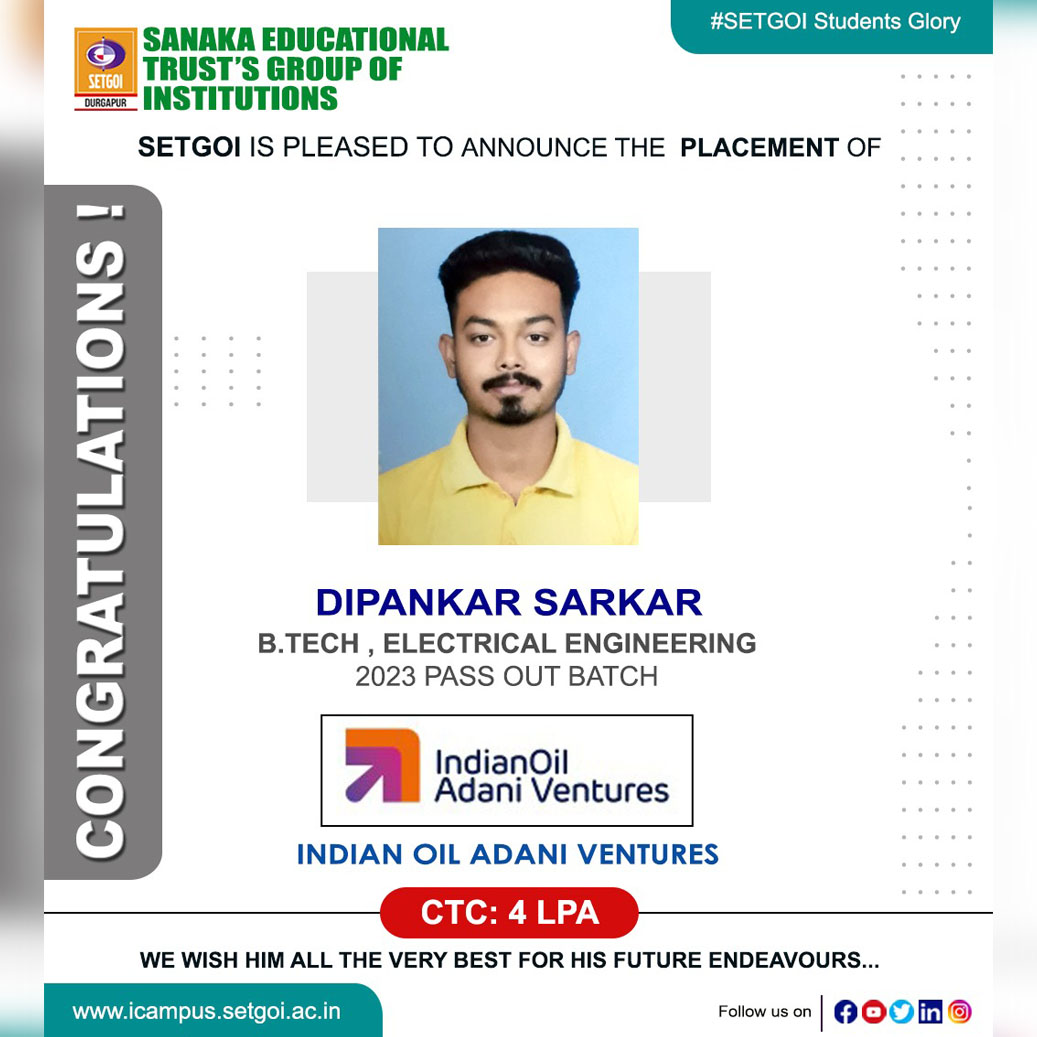 #SETGOI Students Glory
SETGOI
DURGAPUR
SANAKA EDUCATIONAL
TRUST'S GROUP OF
INSTITUTIONS
SETGOI IS PLEASED TO ANNOUNCE THE PLACEMENT OF
CONGRATULATIONS !
DIPANKAR SARKAR
B.TECH , ELECTRICAL ENGINEERING
2023 PASS OUT BATCH
IndianOil
Adani Ventures
INDIAN OIL ADANI VENTURES
CTC: 4 LPA
WE WISH HIM ALL THE VERY BEST FOR HIS FUTURE ENDEAVOURS...
www.icampus.setgoi.ac.in
Follow us on